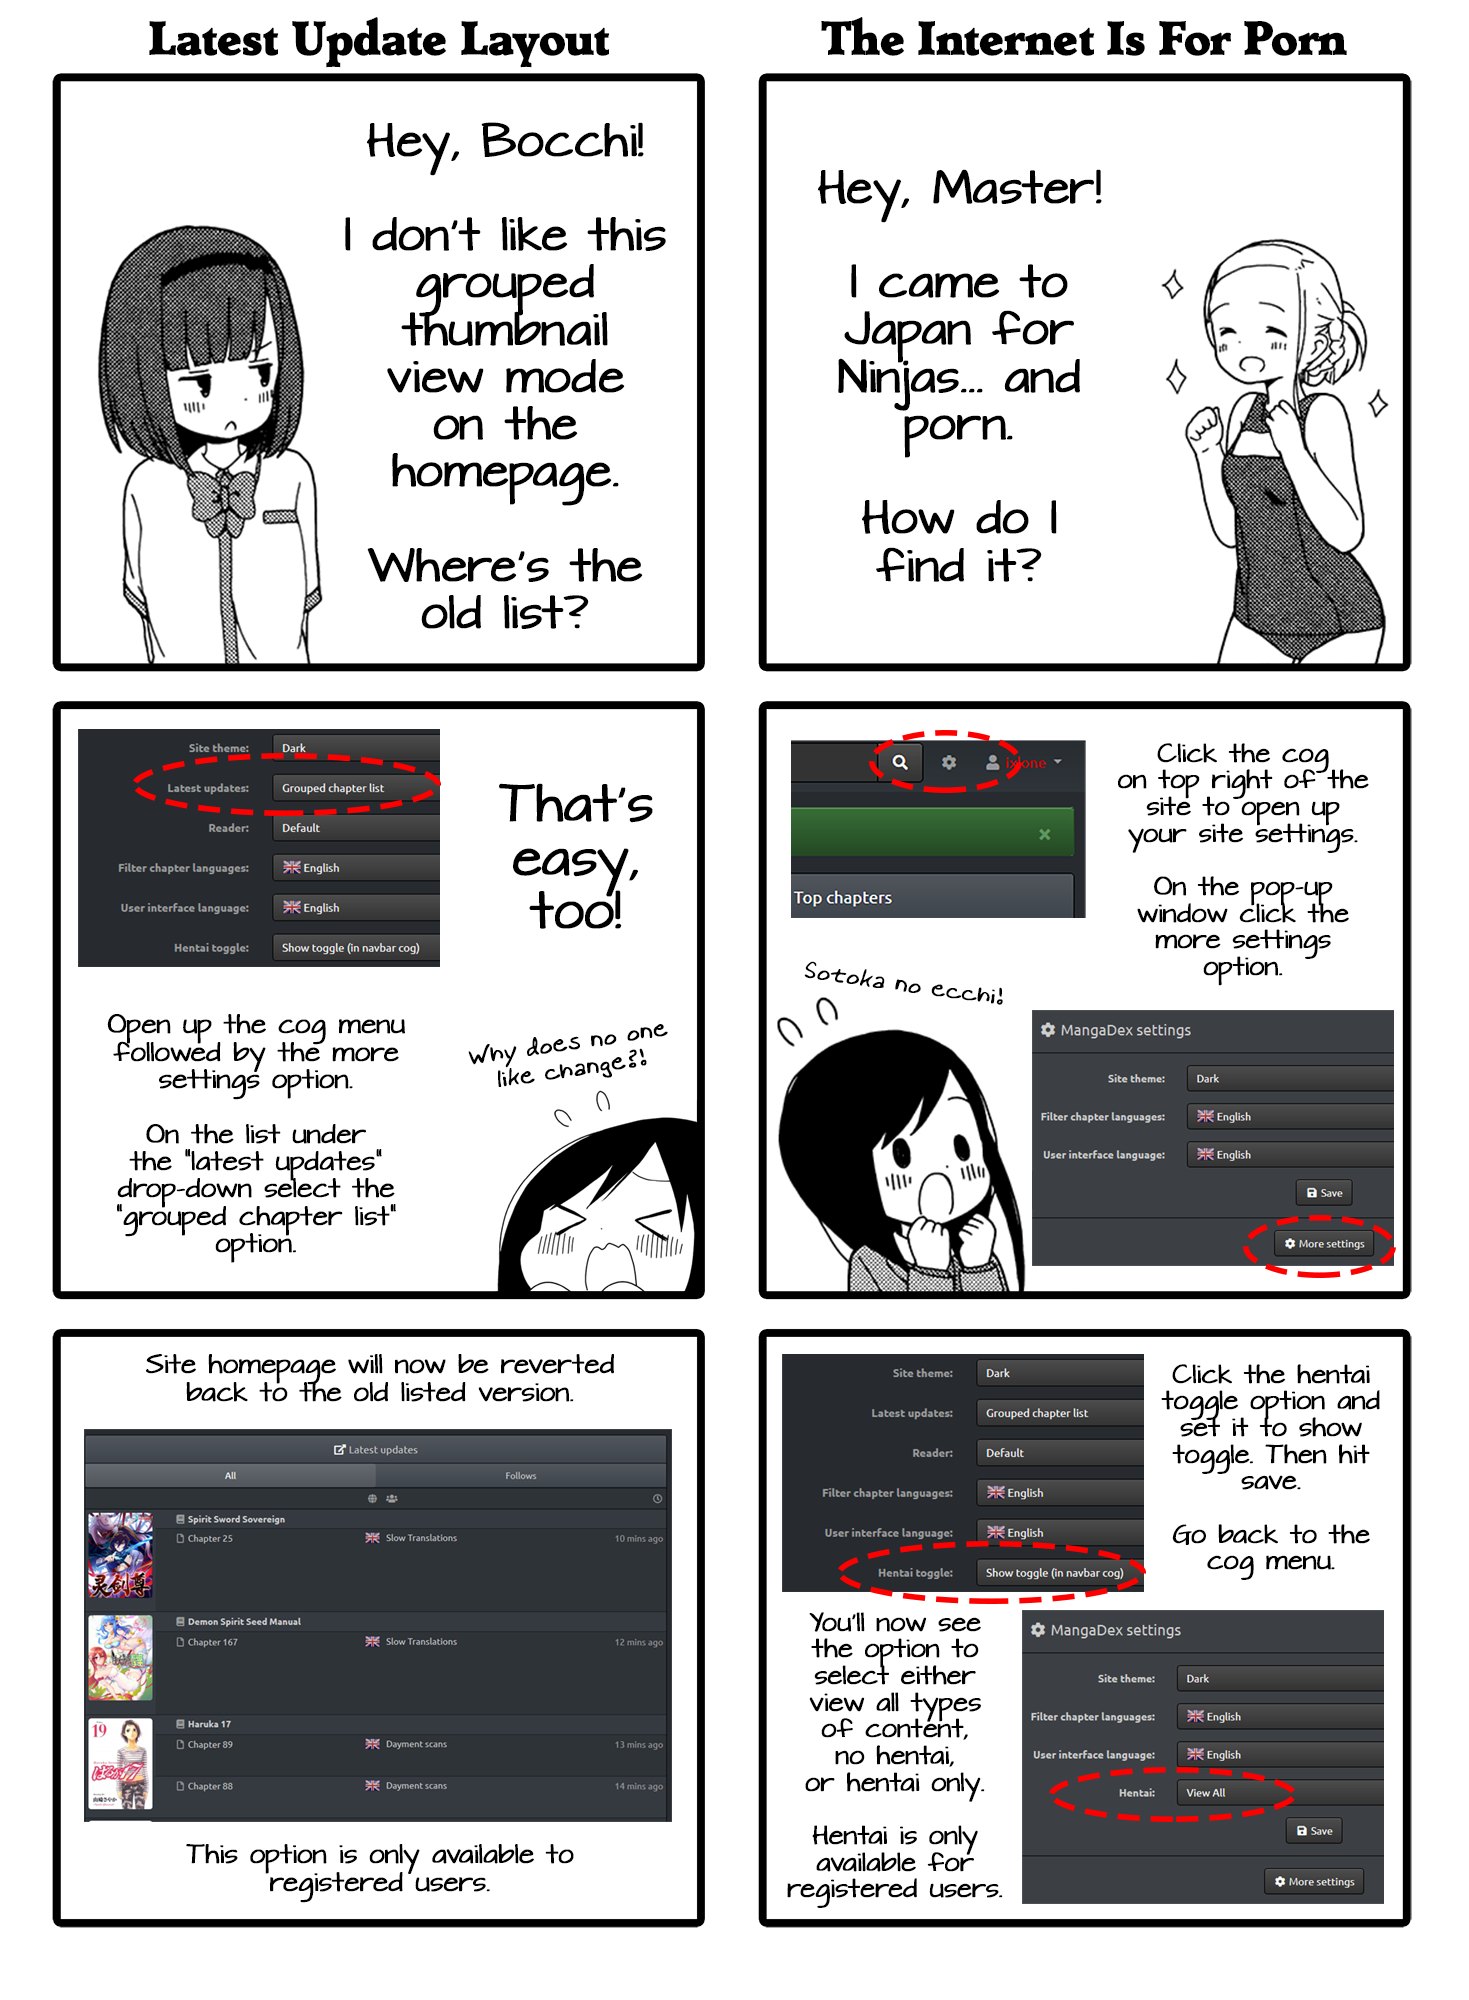 Latest Update Layout
Hey, Bocchi!
I don't like this
grouped
thumbnail
view mode
on the
homepage.
Where's the
old list?
Site theme: Dark
Latest updates: Grouped chapter list
Reader: Default
Filter chapter languages: English
User interface language: English
Hentai toggle: Show toggle (in navbar cog)
That's
easy,
too!
Open up the cog menu
followed by the more
settings option.
On the list under
the "latest updates"
drop-down select the
"grouped chapter list"
option.
Why does no one
like change?!
Site homepage will now be reverted
back to the old listed version.
Latest updates
All Follows
Spirit Sword Sovereign
Chapter 25 Slow Translations 10 mins ago
灵剑尊
Demon Spirit Seed Manual
Chapter 167 Slow Translations 12 mins ago
Haruka 17
19
Chapter 89 Dayment scans 13 mins ago
はるか17
Chapter 88 Dayment scans 14 mins ago
山崎さやか
This option is only available to
registered users.
The Internet Is For Porn
Hey, Master!
I came to
Japan for
Ninjas... and
porn.
How do I
find it?
ixlone
Top chapters
Click the cog
on top right of the
site to open up
your site settings.
On the pop-up
window click the
more settings
option.
Sotoka no ecchi!
MangaDex settings
Site theme: Dark
Filter chapter languages: English
User interface language: English
Save
More settings
Site theme: Dark
Latest updates: Grouped chapter list
Reader: Default
Filter chapter languages: English
User interface language: English
Hentai toggle: Show toggle (in navbar cog)
Click the hentai
toggle option and
set it to show
toggle. Then hit
save.
Go back to the
cog menu.
You'll now see
the option to
select either
view all types
of content,
no hentai,
or hentai only.
Hentai is only
available for
registered users.
MangaDex settings
Site theme: Dark
Filter chapter languages: English
User interface language: English
Hentai: View All
Save
More settings